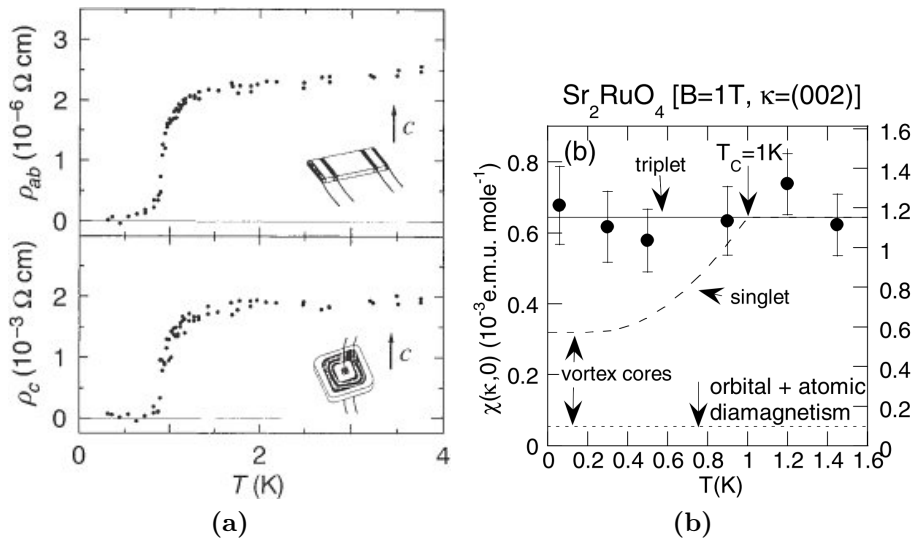 3
2
1
0
ρab (10−6 Ω cm)
c
2
1
0
ρc (10−3 Ω cm)
c
0
1
2
3
4
T (K)
(a)
Sr2RuO4 [B=1T, κ=(002)]
(b)
triplet
TC=1K
singlet
vortex cores
orbital + atomic
diamagnetism
χ(κ,0) (10-3e.m.u. mole-1)
0.8
0.6
0.4
0.2
0
1.6
1.4
1.2
1
0.8
0.6
0.4
0.2
0
0 0.2 0.4 0.6 0.8 1 1.2 1.4 1.6
T(K)
(b)